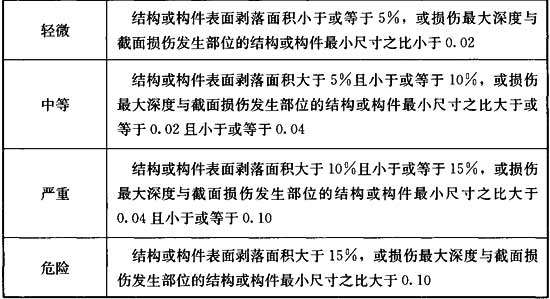 轻微
结构或构件表面剥落面积小于或等于5%，或损伤最大深度与
截面损伤发生部位的结构或构件最小尺寸之比小于0.02
中等
结构或构件表面剥落面积大于5%且小于或等于10%，或损伤
最大深度与截面损伤发生部位的结构或构件最小尺寸之比大于或
等于0.02且小于或等于0.04
严重
结构或构件表面剥落面积大于10%且小于或等于15%，或损伤
最大深度与截面损伤发生部位的结构或构件最小尺寸之比大于
0.04且小于或等于0.10
危险
结构或构件表面剥落面积大于15%，或损伤最大深度与截面损
伤发生部位的结构或构件最小尺寸之比大于0.10